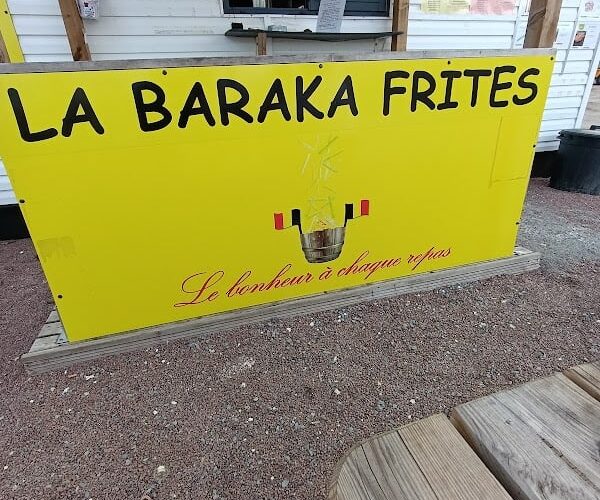 LA BARAKA FRITES
Le bonheur à chaque repas